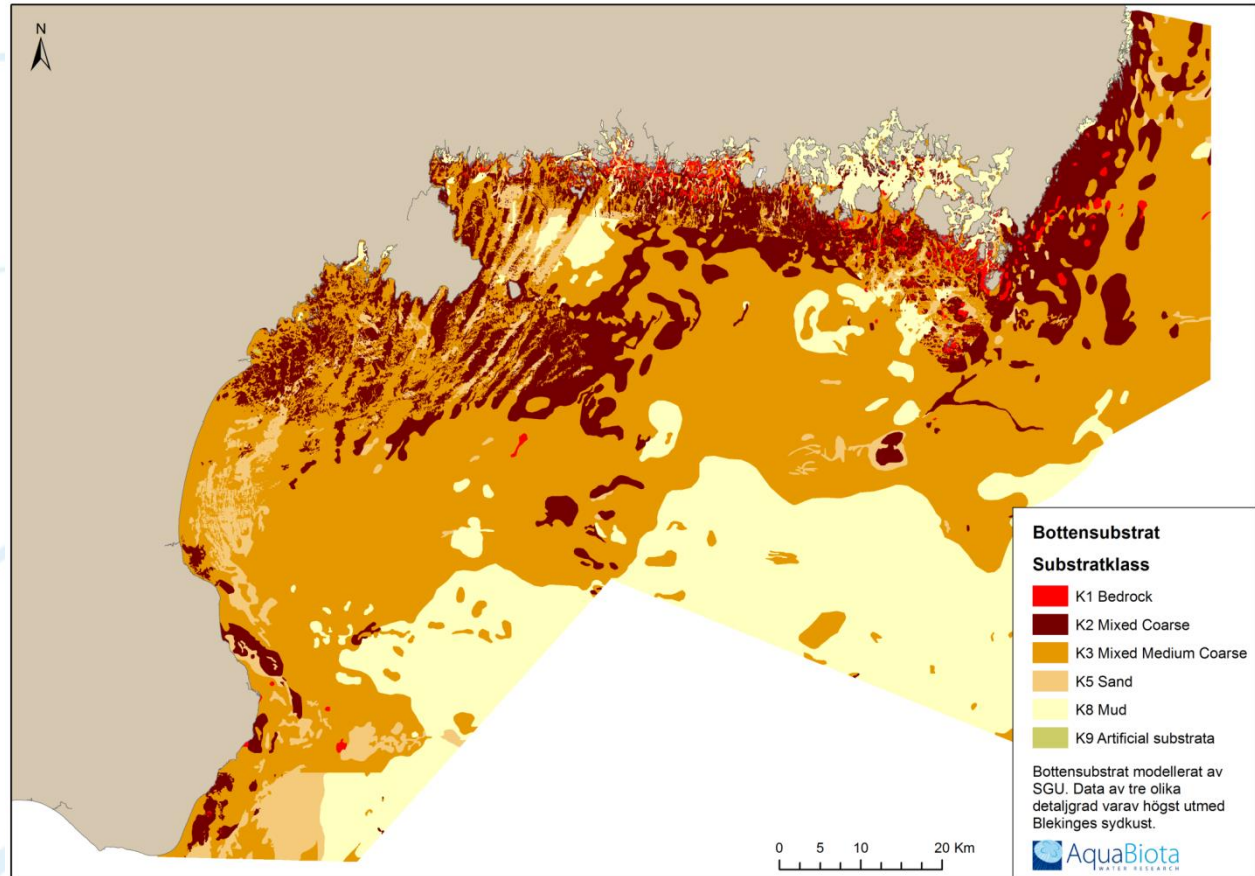 N
Bottensubstrat
Substratklass
K1 Bedrock
K2 Mixed Coarse
K3 Mixed Medium Coarse
K5 Sand
K8 Mud
K9 Artificial substrata
Bottensubstrat modellerat av
SGU. Data av tre olika
detaljgrad varav högst utmed
Blekinges sydkust.
0 5 10 20 Km
AquaBiota
WATER RESEARCH